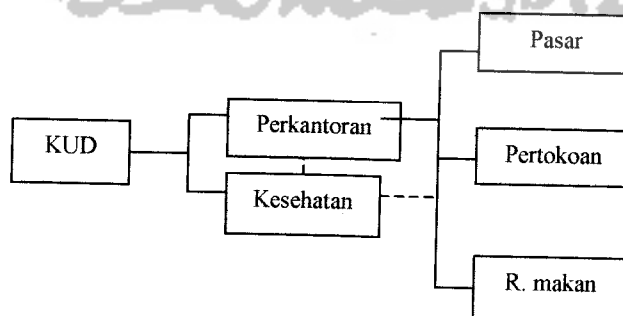 Pasar
Perkantoran
KUD
Pertokoan
Kesehatan
R. makan